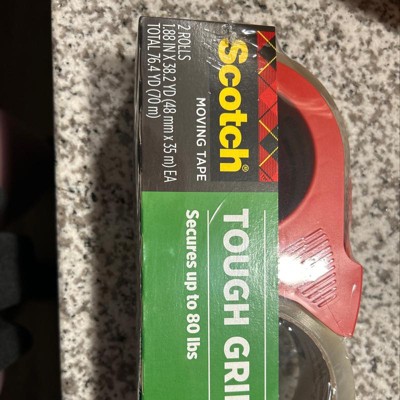 Scotch®
MOVING TAPE
2 ROLLS
1.88 IN X 38.2 YD (48 mm x 35 m) EA
TOTAL 76.4 YD (70 m)
TOUGH GRI
Secures up to 80 lbs